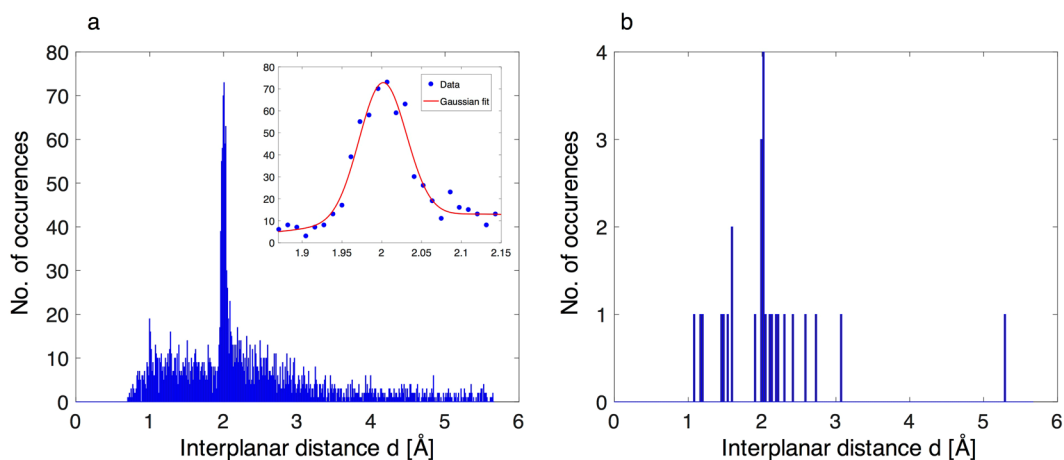 a
80
70
60
50
40
30
20
10
0
No. of occurences
0 1 2 3 4 5 6
Interplanar distance d [Å]
80
70
60
50
40
30
20
10
0
1.9 1.95 2 2.05 2.1 2.15
Data
Gaussian fit
b
4
3
2
1
0
No. of occurences
0 1 2 3 4 5 6
Interplanar distance d [Å]